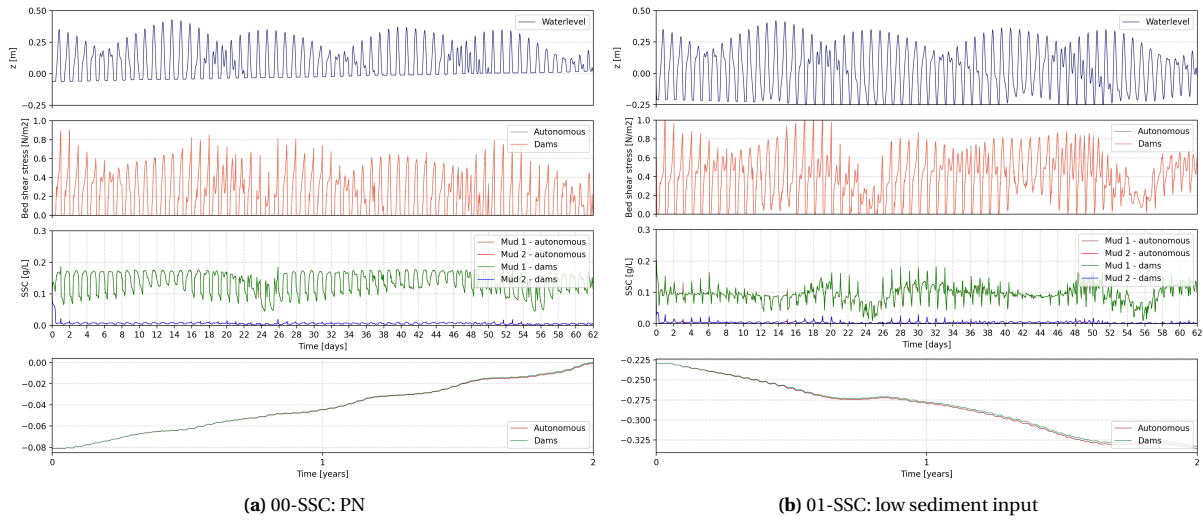 0.50
0.25
0.00
−0.25
z [m]
Waterlevel
1.0
0.8
0.6
0.4
0.2
0.0
Bed shear stress [N/m2]
Autonomous
Dams
0.3
0.2
0.1
0.0
SSC [g/L]
Mud 1 - autonomous
Mud 2 - autonomous
Mud 1 - dams
Mud 2 - dams
0 2 4 6 8 10 12 14 16 18 20 22 24 26 28 30 32 34 36 38 40 42 44 46 48 50 52 54 56 58 60 62
Time [days]
0.00
−0.02
−0.04
−0.06
−0.08
Autonomous
Dams
0 1 2
Time [years]
(a) 00-SSC: PN
0.50
0.25
0.00
−0.25
z [m]
Waterlevel
1.0
0.8
0.6
0.4
0.2
0.0
Bed shear stress [N/m2]
Autonomous
Dams
0.3
0.2
0.1
0.0
SSC [g/L]
Mud 1 - autonomous
Mud 2 - autonomous
Mud 1 - dams
Mud 2 - dams
0 2 4 6 8 10 12 14 16 18 20 22 24 26 28 30 32 34 36 38 40 42 44 46 48 50 52 54 56 58 60 62
Time [days]
−0.225
−0.250
−0.275
−0.300
−0.325
Autonomous
Dams
0 1 2
Time [years]
(b) 01-SSC: low sediment input